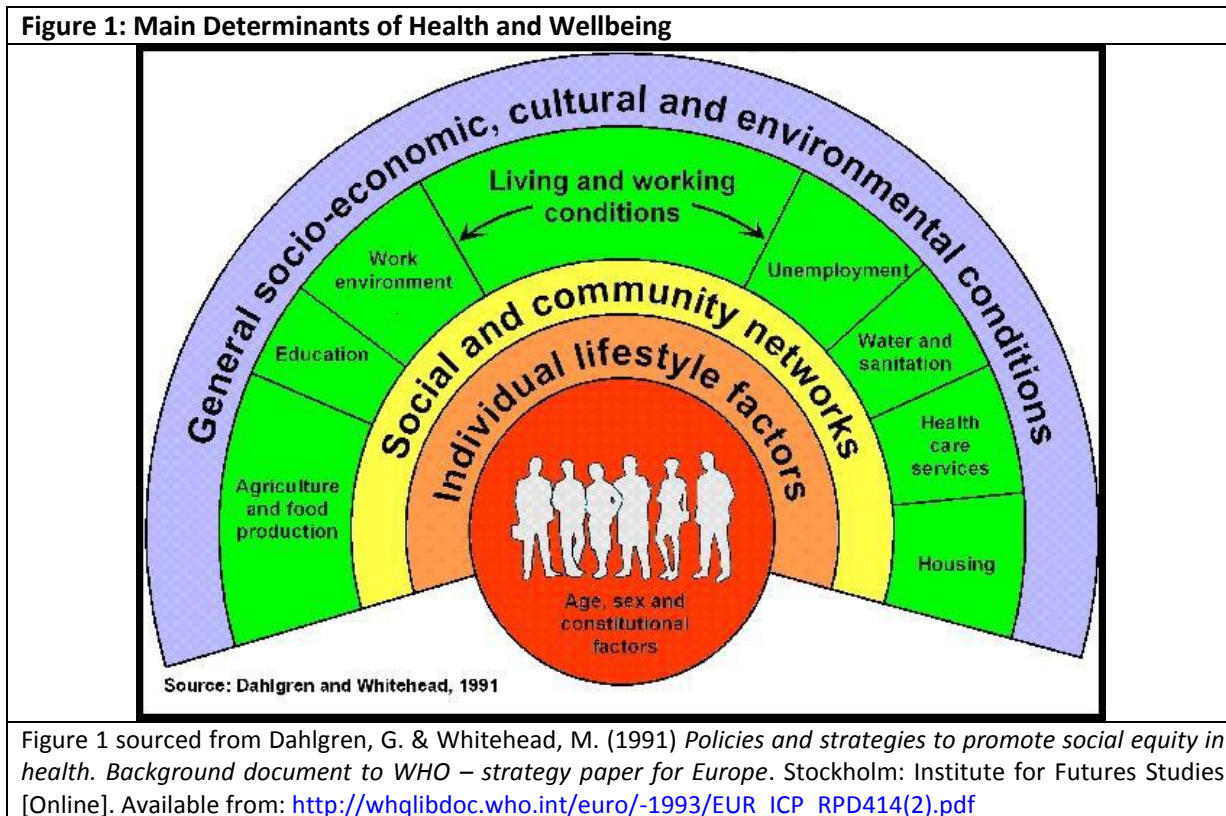 Figure 1: Main Determinants of Health and Wellbeing
General socio-economic, cultural and environmental conditions
Living and working
conditions
Work
environment
Unemployment
Education
Water and
sanitation
Agriculture
and food
production
Health
care
services
Housing
Social and community networks
Individual lifestyle factors
Age, sex and
constitutional
factors
Source: Dahlgren and Whitehead, 1991
Figure 1 sourced from Dahlgren, G. & Whitehead, M. (1991) Policies and strategies to promote social equity in
health. Background document to WHO – strategy paper for Europe. Stockholm: Institute for Futures Studies
[Online]. Available from: http://whqlibdoc.who.int/euro/-1993/EUR_ICP_RPD414(2).pdf